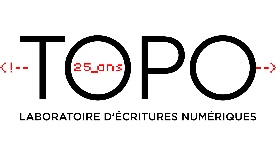 <!-- TOPO -->
25_ans
LABORATOIRE D'ÉCRITURES NUMÉRIQUES